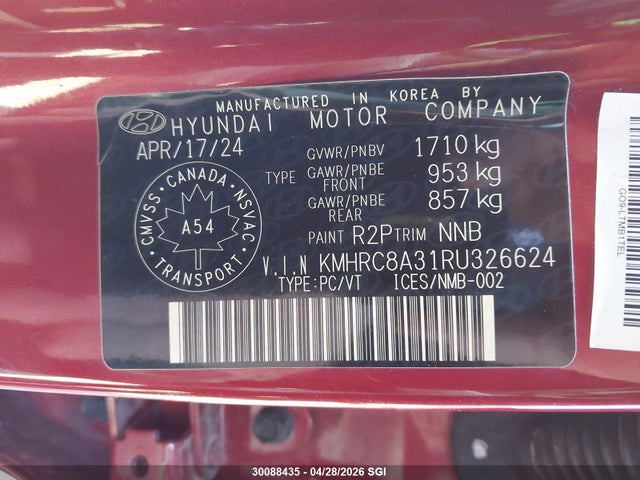 MANUFACTURED IN KOREA BY
HYUNDAI MOTOR COMPANY
APR/17/24 GVWR/PNBV 1710 kg
TYPE GAWR/PNBE FRONT 953 kg
GAWR/PNBE REAR 857 kg
PAINT R2P TRIM NNB
CANADA
CMVSS NSVAC
A54
TRANSPORT
V.I.N KMHRC8A31RU326624
TYPE:PC/VT ICES/NMB-002
30088435 - 04/28/2026 SGI